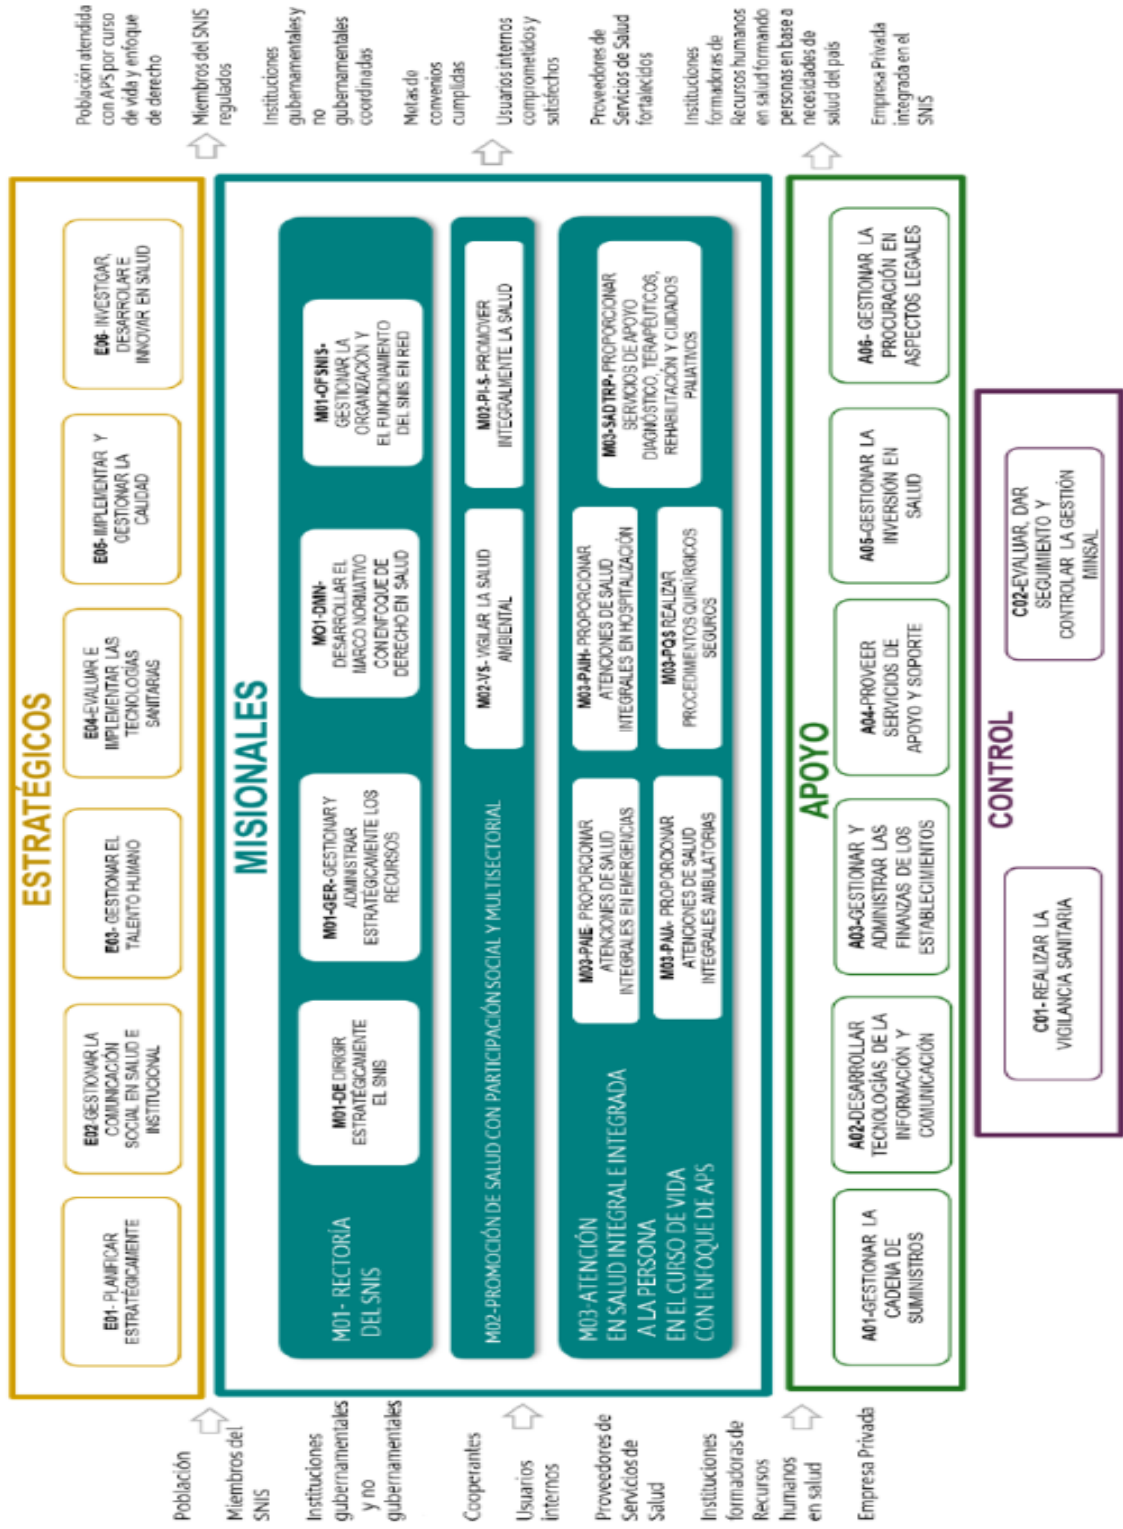 Población
Miembros del
SNIS
Instituciones
gubernamentales
y no
gubernamentales
Cooperantes
Usuarios
internos
Proveedores de
Servicios de
Salud
Instituciones
formadoras de
Recursos
humanos
en salud
Empresa Privada
ESTRATÉGICOS
E01- PLANIFICAR
ESTRATÉGICAMENTE
E02-GESTIONAR LA
COMUNICACIÓN
SOCIAL EN SALUD E
INSTITUCIONAL
E03- GESTIONAR EL
TALENTO HUMANO
E04-EVALUAR E
IMPLEMENTAR LAS
TECNOLOGÍAS
SANITARIAS
E05- IMPLEMENTAR Y
GESTIONAR LA
CALIDAD
E06- INVESTIGAR,
DESARROLAR E
INNOVAR EN SALUD
MISIONALES
M01- RECTORÍA
DEL SNIS
M01-DE DIRIGIR
ESTRATÉGICAMENTE
EL SNIS
M01-GER-GESTIONAR Y
ADMINISTRAR
ESTRATÉGICAMENTE LOS
RECURSOS
MO1-DMN-
DESARROLLAR EL
MARCO NORMATIVO
CON ENFOQUE DE
DERECHO EN SALUD
M01-OFSNIS-
GESTIONAR LA
ORGANIZACIÓN Y
EL FUNCIONAMIENTO
DEL SNIS EN RED
M02-PROMOCIÓN DE SALUD CON PARTICIPACIÓN SOCIAL Y MULTISECTORIAL
M02-VS- VIGILAR LA SALUD
AMBIENTAL
M02-PI-S- PROMOVER
INTEGRALMENTE LA SALUD
M03-ATENCIÓN
EN SALUD INTEGRAL E INTEGRADA
A LA PERSONA
EN EL CURSO DE VIDA
CON ENFOQUE DE APS
M03-PAIE- PROPORCIONAR
ATENCIONES DE SALUD
INTEGRALES EN EMERGENCIAS
M03-PAIA- PROPORCIONAR
ATENCIONES DE SALUD
INTEGRALES AMBULATORIAS
M03-PAIH- PROPORCIONAR
ATENCIONES DE SALUD
INTEGRALES EN HOSPITALIZACIÓN
M03-PQS REALIZAR
PROCEDIMENTOS QUIRÚRGICOS
SEGUROS
M03-SADTRP- PROPORCIONAR
SERVICIOS DE APOYO
DIAGNÓSTICO, TERAPÉUTICOS,
REHABILITACIÓN Y CUIDADOS
PALIATIVOS
APOYO
A01-GESTIONAR LA
CADENA DE
SUMINISTROS
A02-DESARROLLAR
TECNOLOGÍAS DE LA
INFORMACIÓN Y
COMUNICACIÓN
A03-GESTIONAR Y
ADMINISTRAR LAS
FINANZAS DE LOS
ESTABLECIMIENTOS
A04-PROVEER
SERVICIOS DE
APOYO Y SOPORTE
A05-GESTIONAR LA
INVERSIÓN EN
SALUD
A06- GESTIONAR LA
PROCURACIÓN EN
ASPECTOS LEGALES
CONTROL
C01- REALIZAR LA
VIGILANCIA SANITARIA
C02-EVALUAR, DAR
SEGUIMIENTO Y
CONTROLAR LA GESTIÓN
MINSAL
Población atendida
con APS por curso
de vida y enfoque
de derecho
Miembros del SNIS
regulados
Instituciones
gubernamentales y
no
gubernamentales
coordinadas
Metas de
convenios
cumplidas
Usuarios internos
comprometidos y
satisfechos
Proveedores de
Servicios de Salud
fortalecidos
Instituciones
formadoras de
Recursos humanos
en salud formando
personas en base a
necesidades de
salud del país
Empresa Privada
integrada en el
SNIS